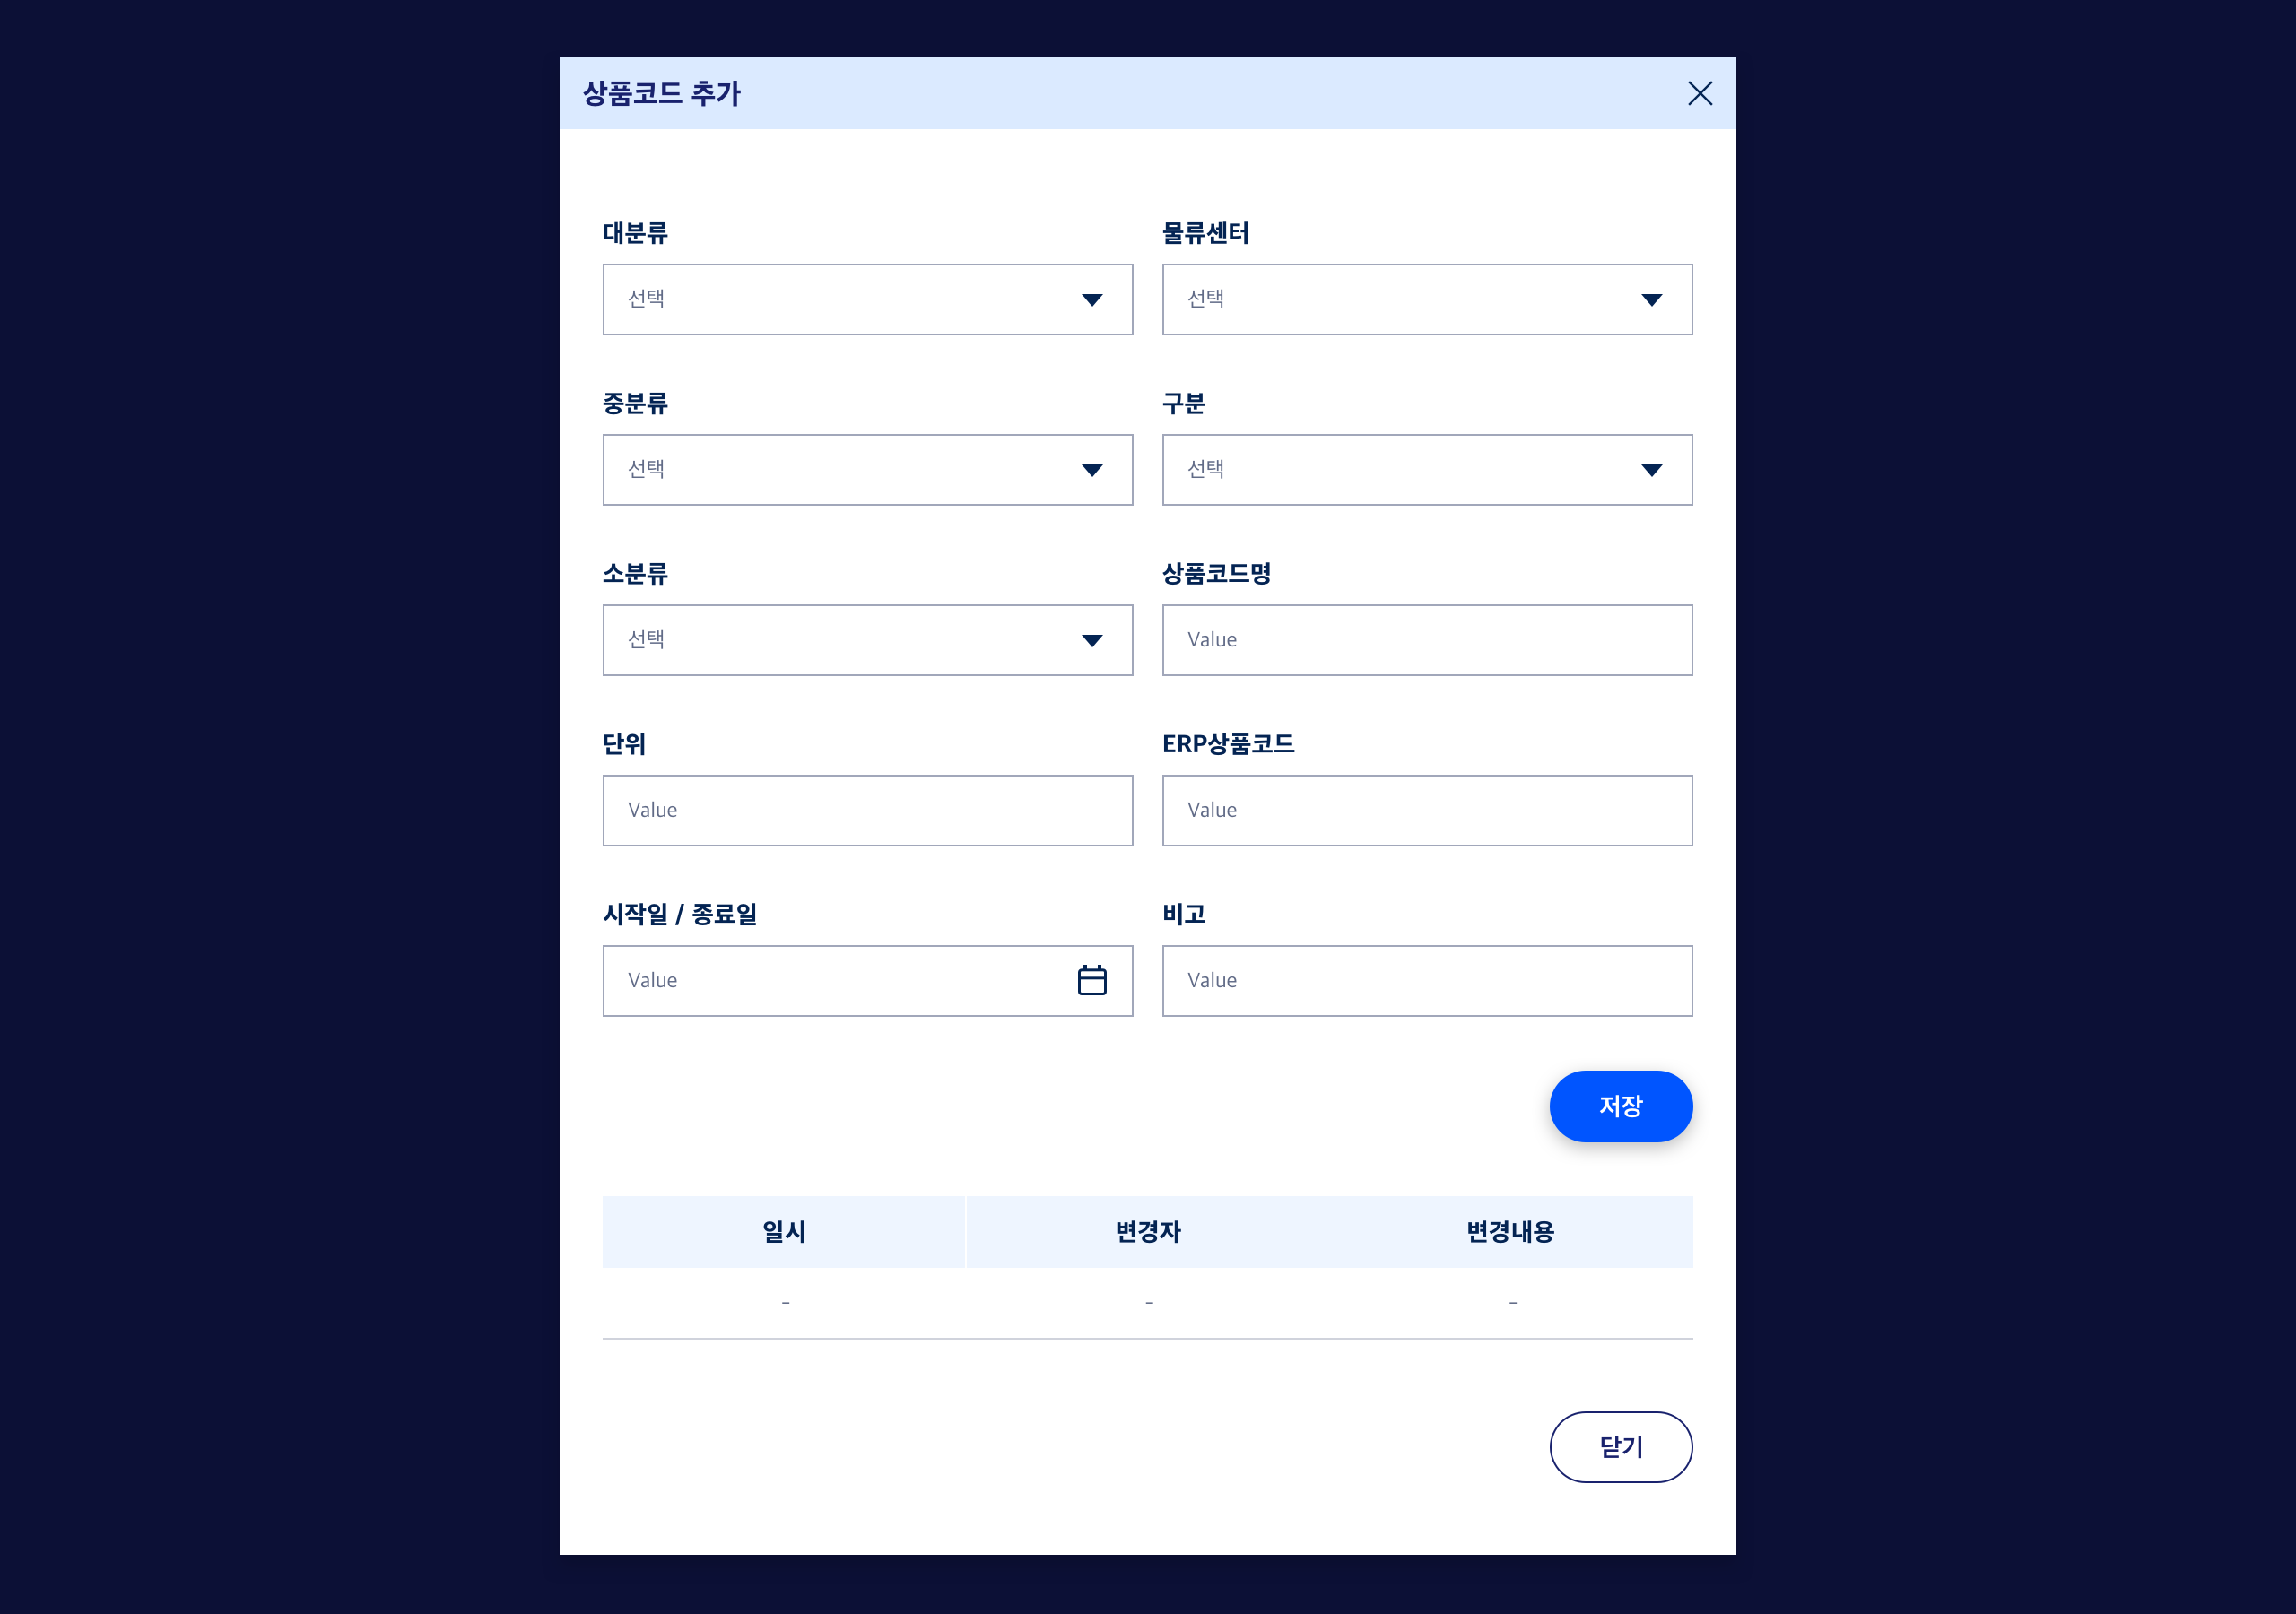 상품코드 추가
대분류
물류센터
선택
선택
중분류
구분
선택
선택
소분류
상품코드명
선택
Value
단위
ERP상품코드
Value
Value
시작일 / 종료일
비고
Value
Value
저장
일시 변경자 변경내용
- - -
닫기